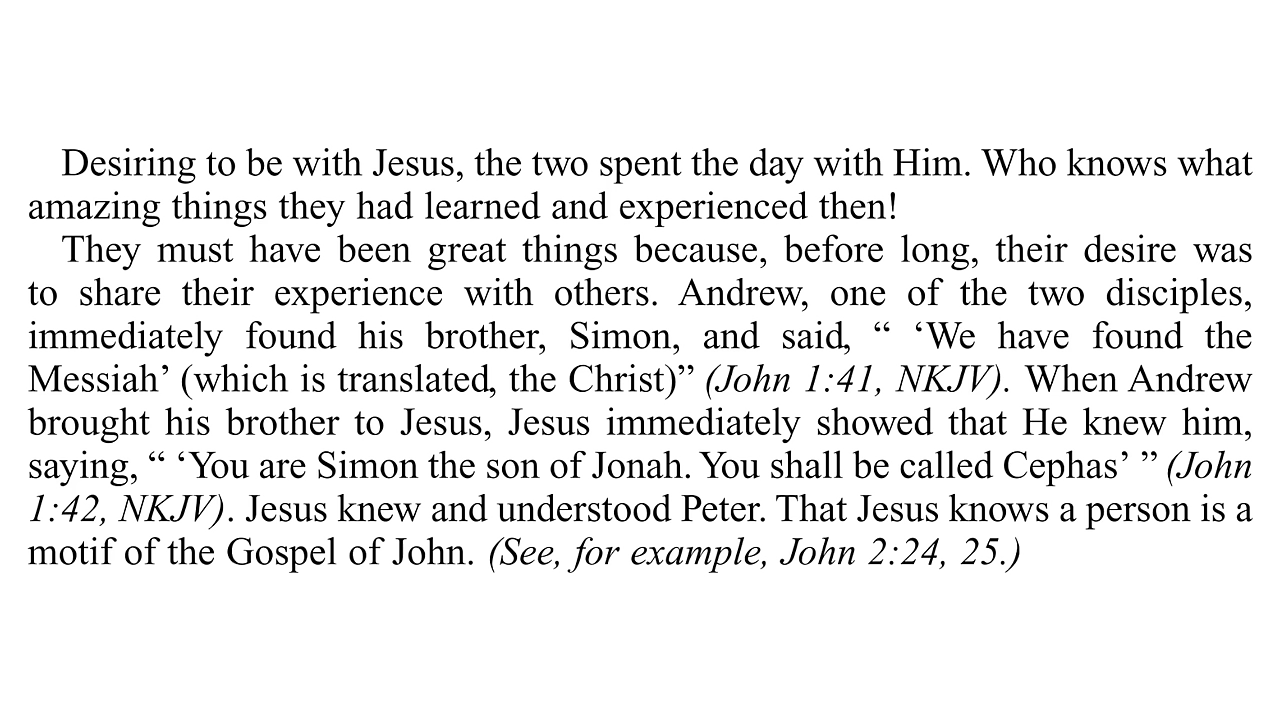 Desiring to be with Jesus, the two spent the day with Him. Who knows what
amazing things they had learned and experienced then!
They must have been great things because, before long, their desire was
to share their experience with others. Andrew, one of the two disciples,
immediately found his brother, Simon, and said, “ ‘We have found the
Messiah’ (which is translated, the Christ)” (John 1:41, NKJV). When Andrew
brought his brother to Jesus, Jesus immediately showed that He knew him,
saying, “ ‘You are Simon the son of Jonah. You shall be called Cephas’ ” (John
1:42, NKJV). Jesus knew and understood Peter. That Jesus knows a person is a
motif of the Gospel of John. (See, for example, John 2:24, 25.)